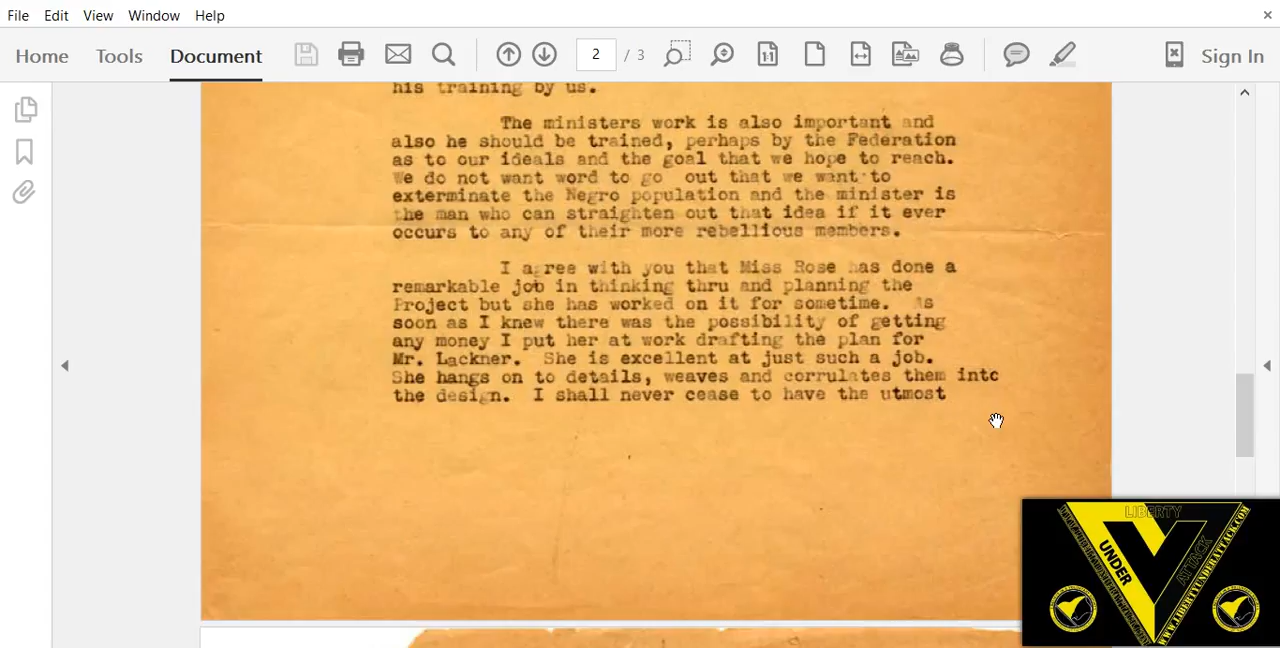 File Edit View Window Help ×
Home Tools Document 2 / 3 Sign In
his training by us.
The ministers work is also important and
also he should be trained, perhaps by the Federation
as to our ideals and the goal that we hope to reach.
We do not want word to go out that we want to
exterminate the Negro population and the minister is
the man who can straighten out that idea if it ever
occurs to any of their more rebellious members.
I agree with you that Miss Rose has done a
remarkable job in thinking thru and planning the
Project but she has worked on it for sometime. As
soon as I knew there was the possibility of getting
any money I put her at work drafting the plan for
Mr. Lackner. She is excellent at just such a job.
She hangs on to details, weaves and corrulates them into
the design. I shall never cease to have the utmost
LIBERTY
UNDER
ATTACK
WWW.LIBERTYUNDERATTACK.COM
WWW.LIBERTYUNDERATTACK.COM